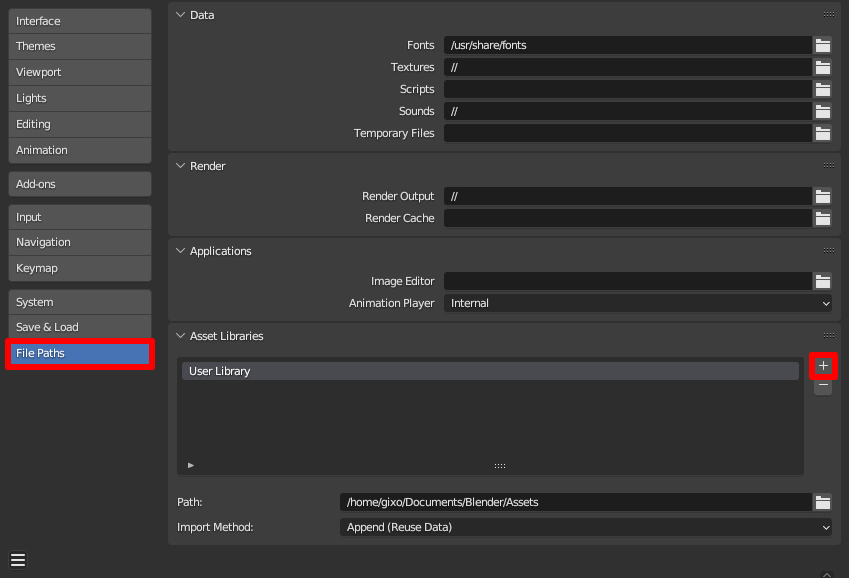 Interface
Themes
Viewport
Lights
Editing
Animation
Add-ons
Input
Navigation
Keymap
System
Save & Load
File Paths
Data
Fonts /usr/share/fonts
Textures //
Scripts
Sounds //
Temporary Files
Render
Render Output //
Render Cache
Applications
Image Editor
Animation Player Internal
Asset Libraries
User Library
Path: /home/gixo/Documents/Blender/Assets
Import Method: Append (Reuse Data)